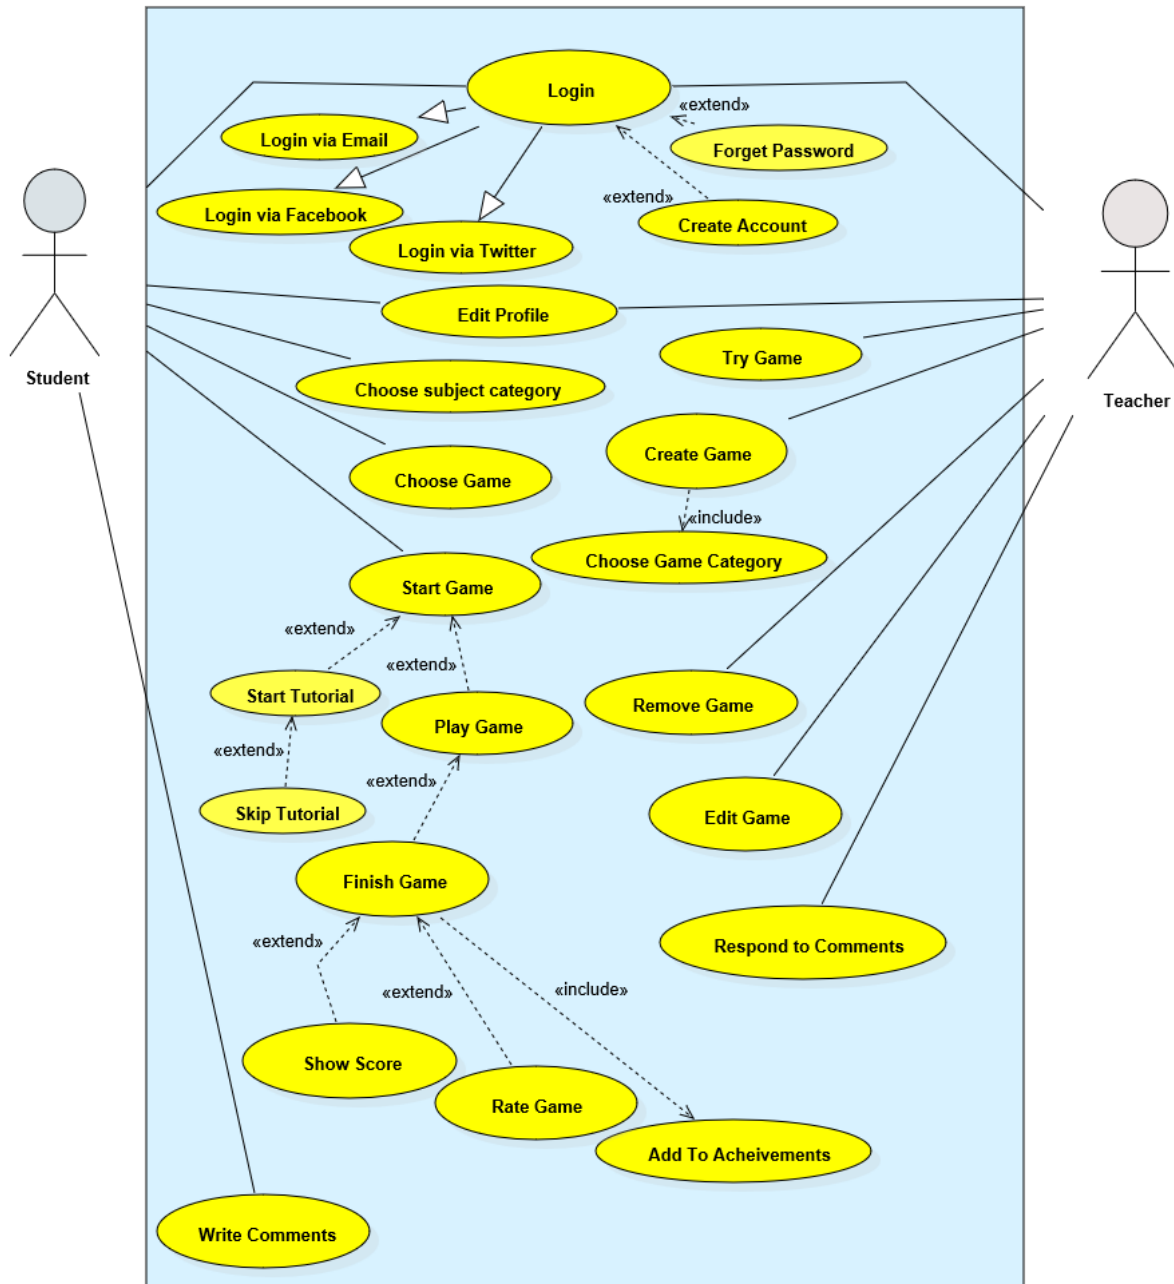 Login
«extend»
Login via Email
Forget Password
«extend»
Login via Facebook
Create Account
Login via Twitter
Edit Profile
Try Game
Student
Choose subject category
Teacher
Create Game
Choose Game
«include»
Choose Game Category
Start Game
«extend»
«extend»
Start Tutorial
Remove Game
Play Game
«extend»
«extend»
Skip Tutorial
Edit Game
Finish Game
«extend»
Respond to Comments
«extend»
«include»
Show Score
Rate Game
Add To Acheivements
Write Comments